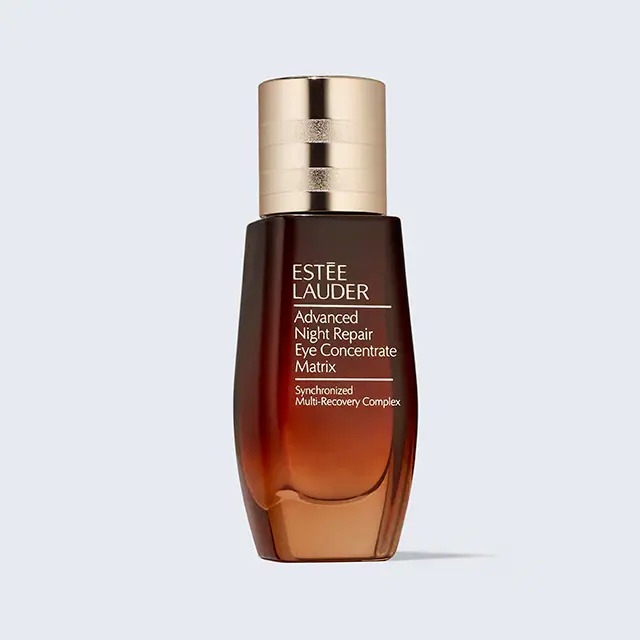 ESTĒE
LAUDER
Advanced
Night Repair
Eye Concentrate
Matrix
Synchronized
Multi-Recovery Complex